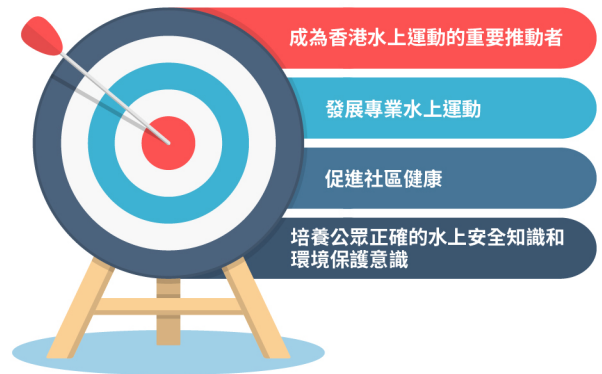 成為香港水上運動的重要推動者
發展專業水上運動
促進社區健康
培養公眾正確的水上安全知識和
環境保護意識